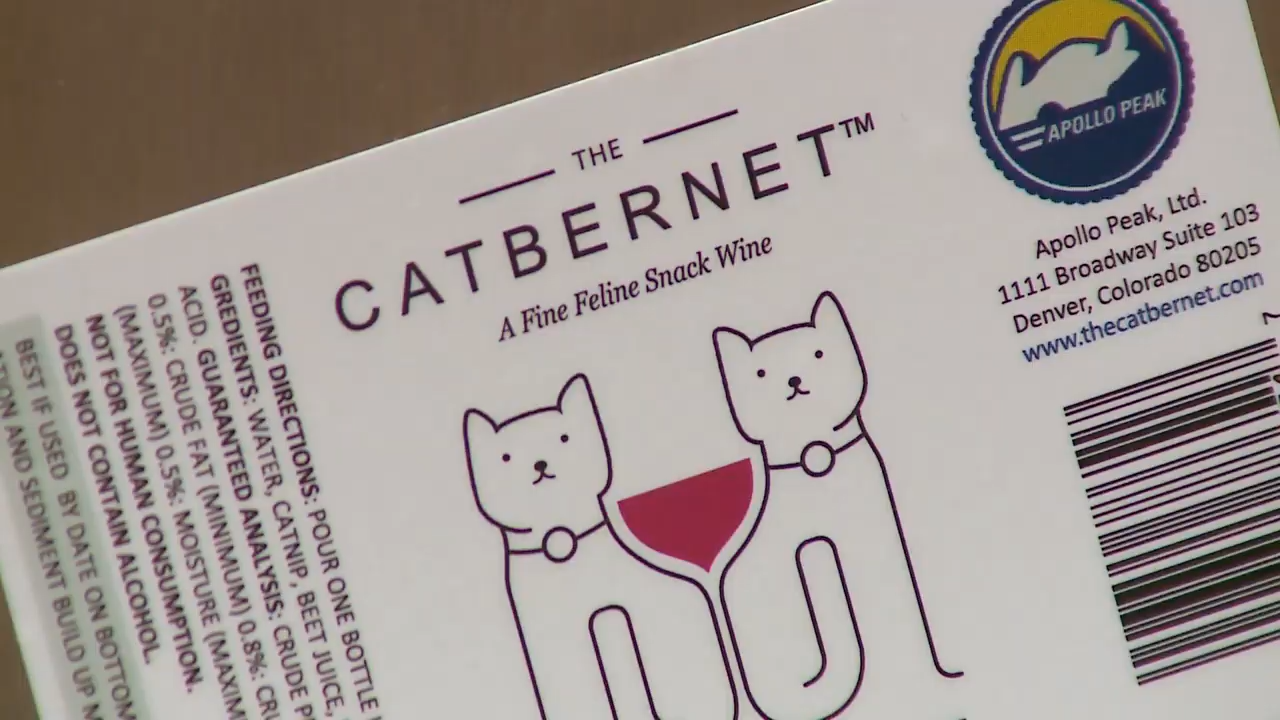 THE
CATBERNET™
A Fine Feline Snack Wine
APOLLO PEAK
Apollo Peak, Ltd.
1111 Broadway Suite 103
Denver, Colorado 80205
www.thecatbernet.com
FEEDING DIRECTIONS: POUR ONE BOTTLE
GREDIENTS: WATER, CATNIP, BEET JUICE,
ACID. GUARANTEED ANALYSIS: CRUDE P
0.5%: CRUDE FAT (MINIMUM) 0.8%: CRU
(MAXIMUM) 0.5%: MOISTURE (MAXIM
NOT FOR HUMAN CONSUMPTION.
DOES NOT CONTAIN ALCOHOL.
BEST IF USED BY DATE ON BOTTOM
ATION AND SEDIMENT BUILD UP M